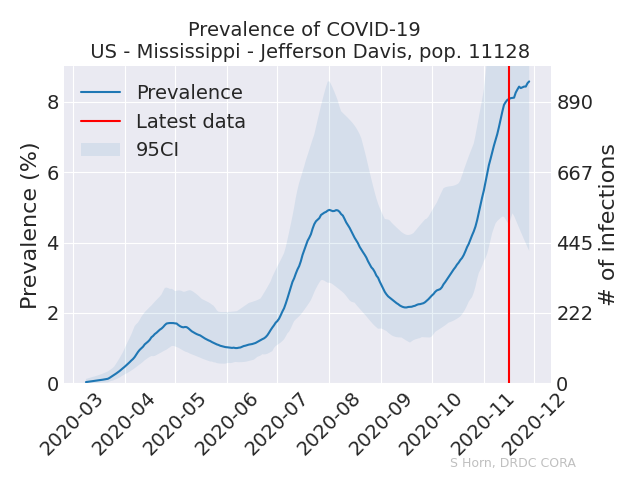 Prevalence of COVID-19
US - Mississippi - Jefferson Davis, pop. 11128
Prevalence
Latest data
95CI
Prevalence (%)
8
6
4
2
0
# of infections
890
667
445
222
0
2020-03
2020-04
2020-05
2020-06
2020-07
2020-08
2020-09
2020-10
2020-11
2020-12
S Horn, DRDC CORA